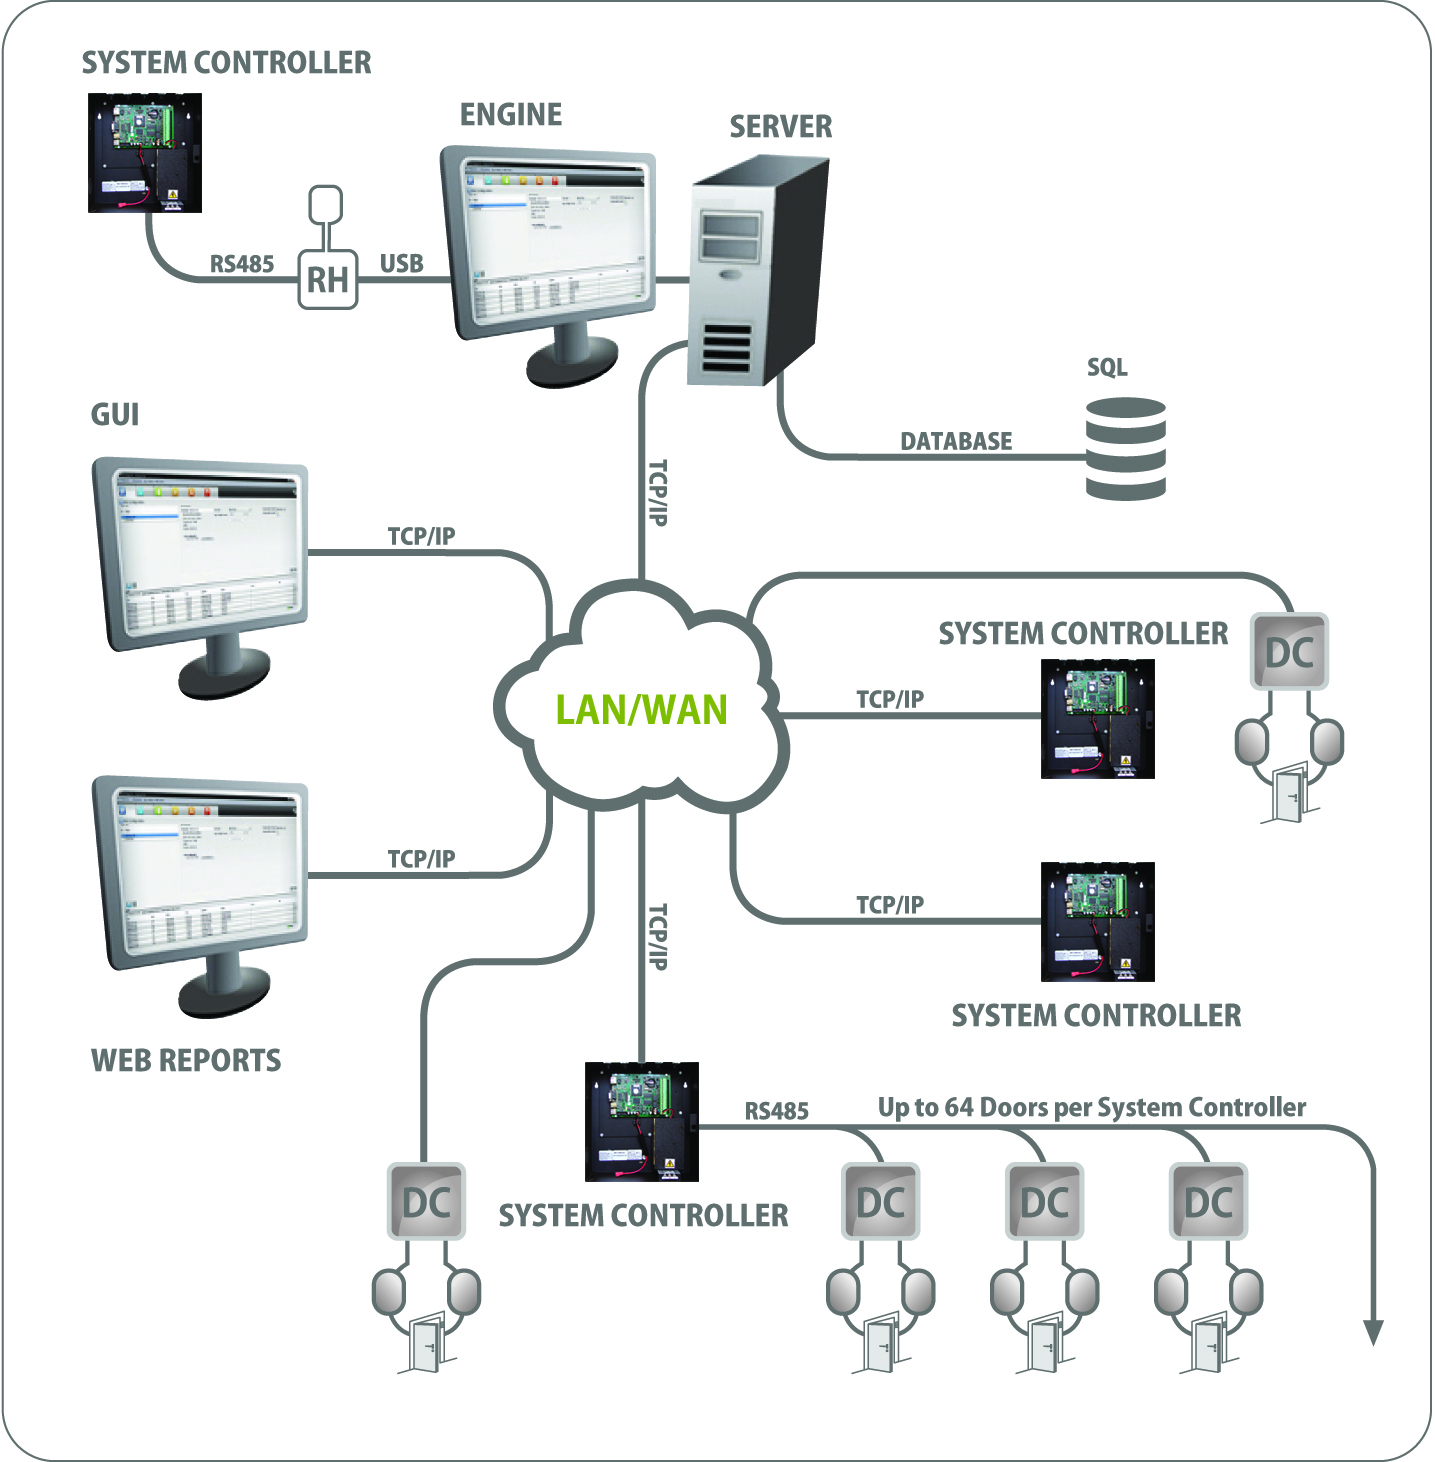 SYSTEM CONTROLLER
ENGINE
SERVER
RS485
RH
USB
SQL
GUI
DATABASE
TCP/IP
TCP/IP
SYSTEM CONTROLLER
DC
LAN/WAN
TCP/IP
TCP/IP
TCP/IP
TCP/IP
SYSTEM CONTROLLER
WEB REPORTS
RS485
Up to 64 Doors per System Controller
DC
SYSTEM CONTROLLER
DC
DC
DC